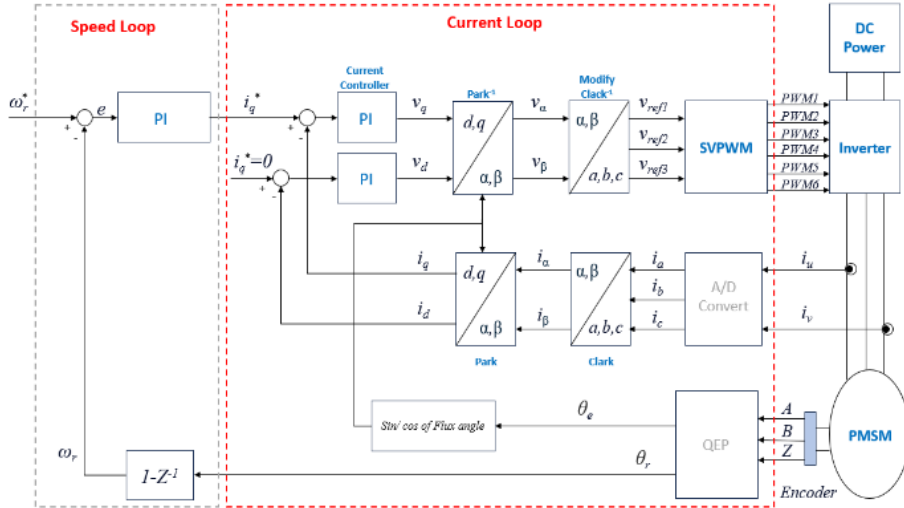 Speed Loop
Current Loop
DC
Power
Current
Controller
Park⁻¹
Modify
Clack⁻¹
ω_r^*
e
+
-
PI
i_q^*
+
-
PI
v_q
d,q
α,β
v_α
α,β
a,b,c
v_ref1
v_ref2
v_ref3
SVPWM
PWM1
PWM2
PWM3
PWM4
PWM5
PWM6
Inverter
i_q^*=0
+
-
PI
v_d
v_β
i_q
i_d
d,q
α,β
Park
i_α
i_β
α,β
a,b,c
Clark
i_a
i_b
i_c
A/D
Convert
i_u
i_v
Sin/ cos of Flux angle
θ_e
θ_r
QEP
A
B
Z
Encoder
PMSM
ω_r
1-Z⁻¹